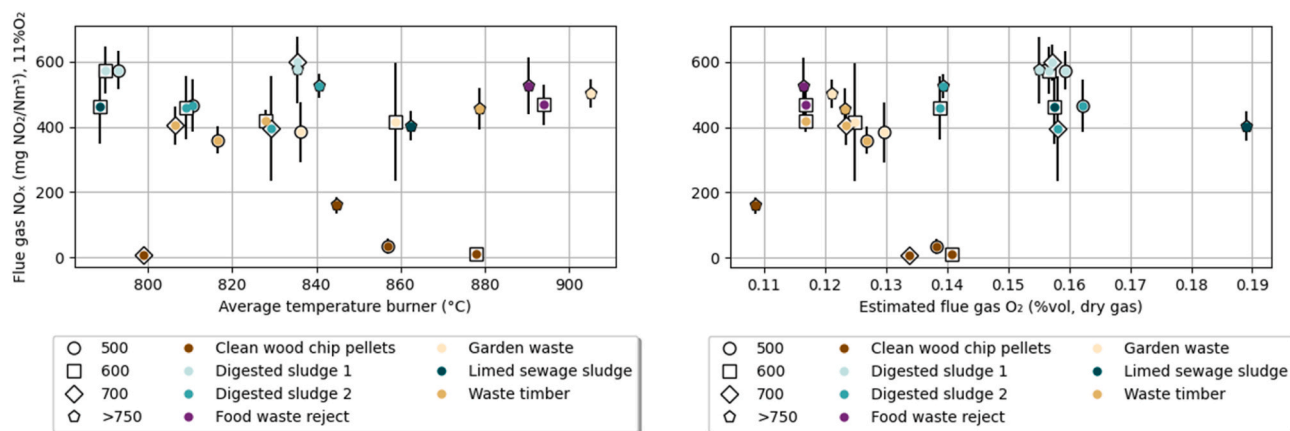 Flue gas NOₓ (mg NO₂/Nm³), 11%O₂
600
400
200
0
800 820 840 860 880 900
Average temperature burner (°C)
500 Clean wood chip pellets Garden waste
600 Digested sludge 1 Limed sewage sludge
700 Digested sludge 2 Waste timber
>750 Food waste reject
600
400
200
0
0.11 0.12 0.13 0.14 0.15 0.16 0.17 0.18 0.19
Estimated flue gas O₂ (%vol, dry gas)
500 Clean wood chip pellets Garden waste
600 Digested sludge 1 Limed sewage sludge
700 Digested sludge 2 Waste timber
>750 Food waste reject